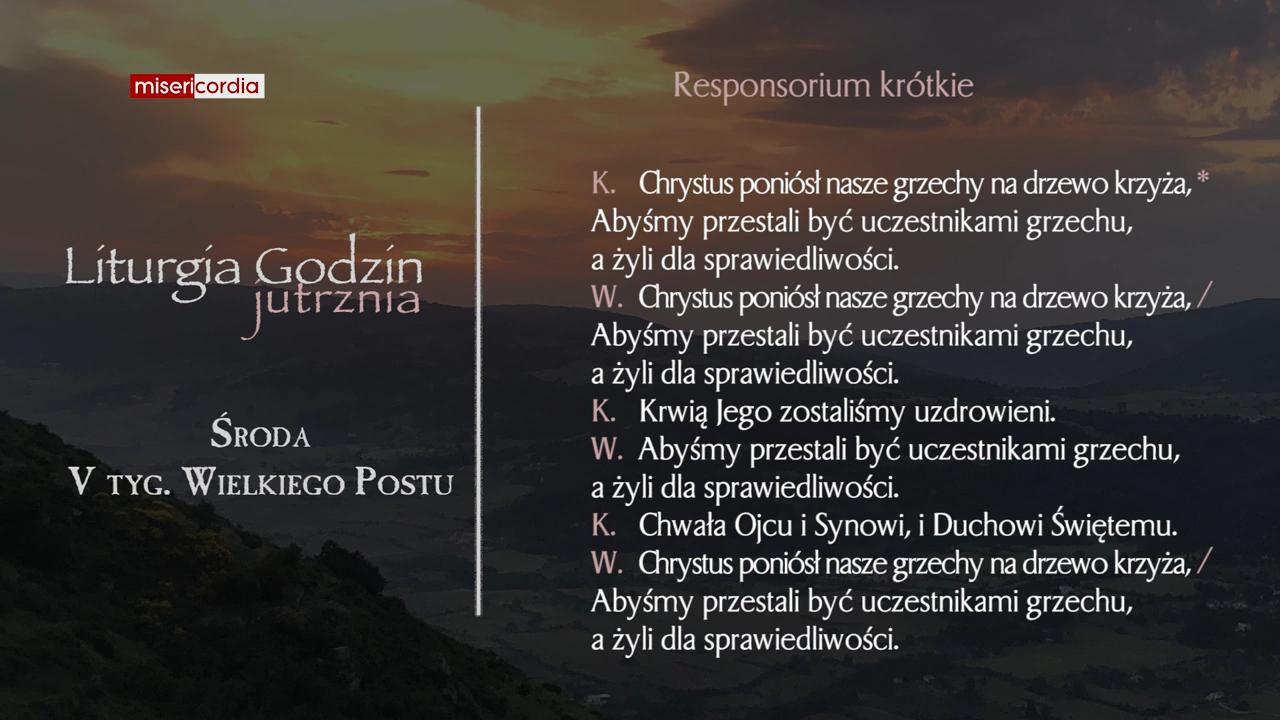 misericordia
Liturgia Godzin
jutrznia
Środa
V tyg. Wielkiego Postu
Responsorium krótkie
K. Chrystus poniósł nasze grzechy na drzewo krzyża, *
Abyśmy przestali być uczestnikami grzechu,
a żyli dla sprawiedliwości.
W. Chrystus poniósł nasze grzechy na drzewo krzyża, /
Abyśmy przestali być uczestnikami grzechu,
a żyli dla sprawiedliwości.
K. Krwią Jego zostaliśmy uzdrowieni.
W. Abyśmy przestali być uczestnikami grzechu,
a żyli dla sprawiedliwości.
K. Chwała Ojcu i Synowi, i Duchowi Świętemu.
W. Chrystus poniósł nasze grzechy na drzewo krzyża, /
Abyśmy przestali być uczestnikami grzechu,
a żyli dla sprawiedliwości.